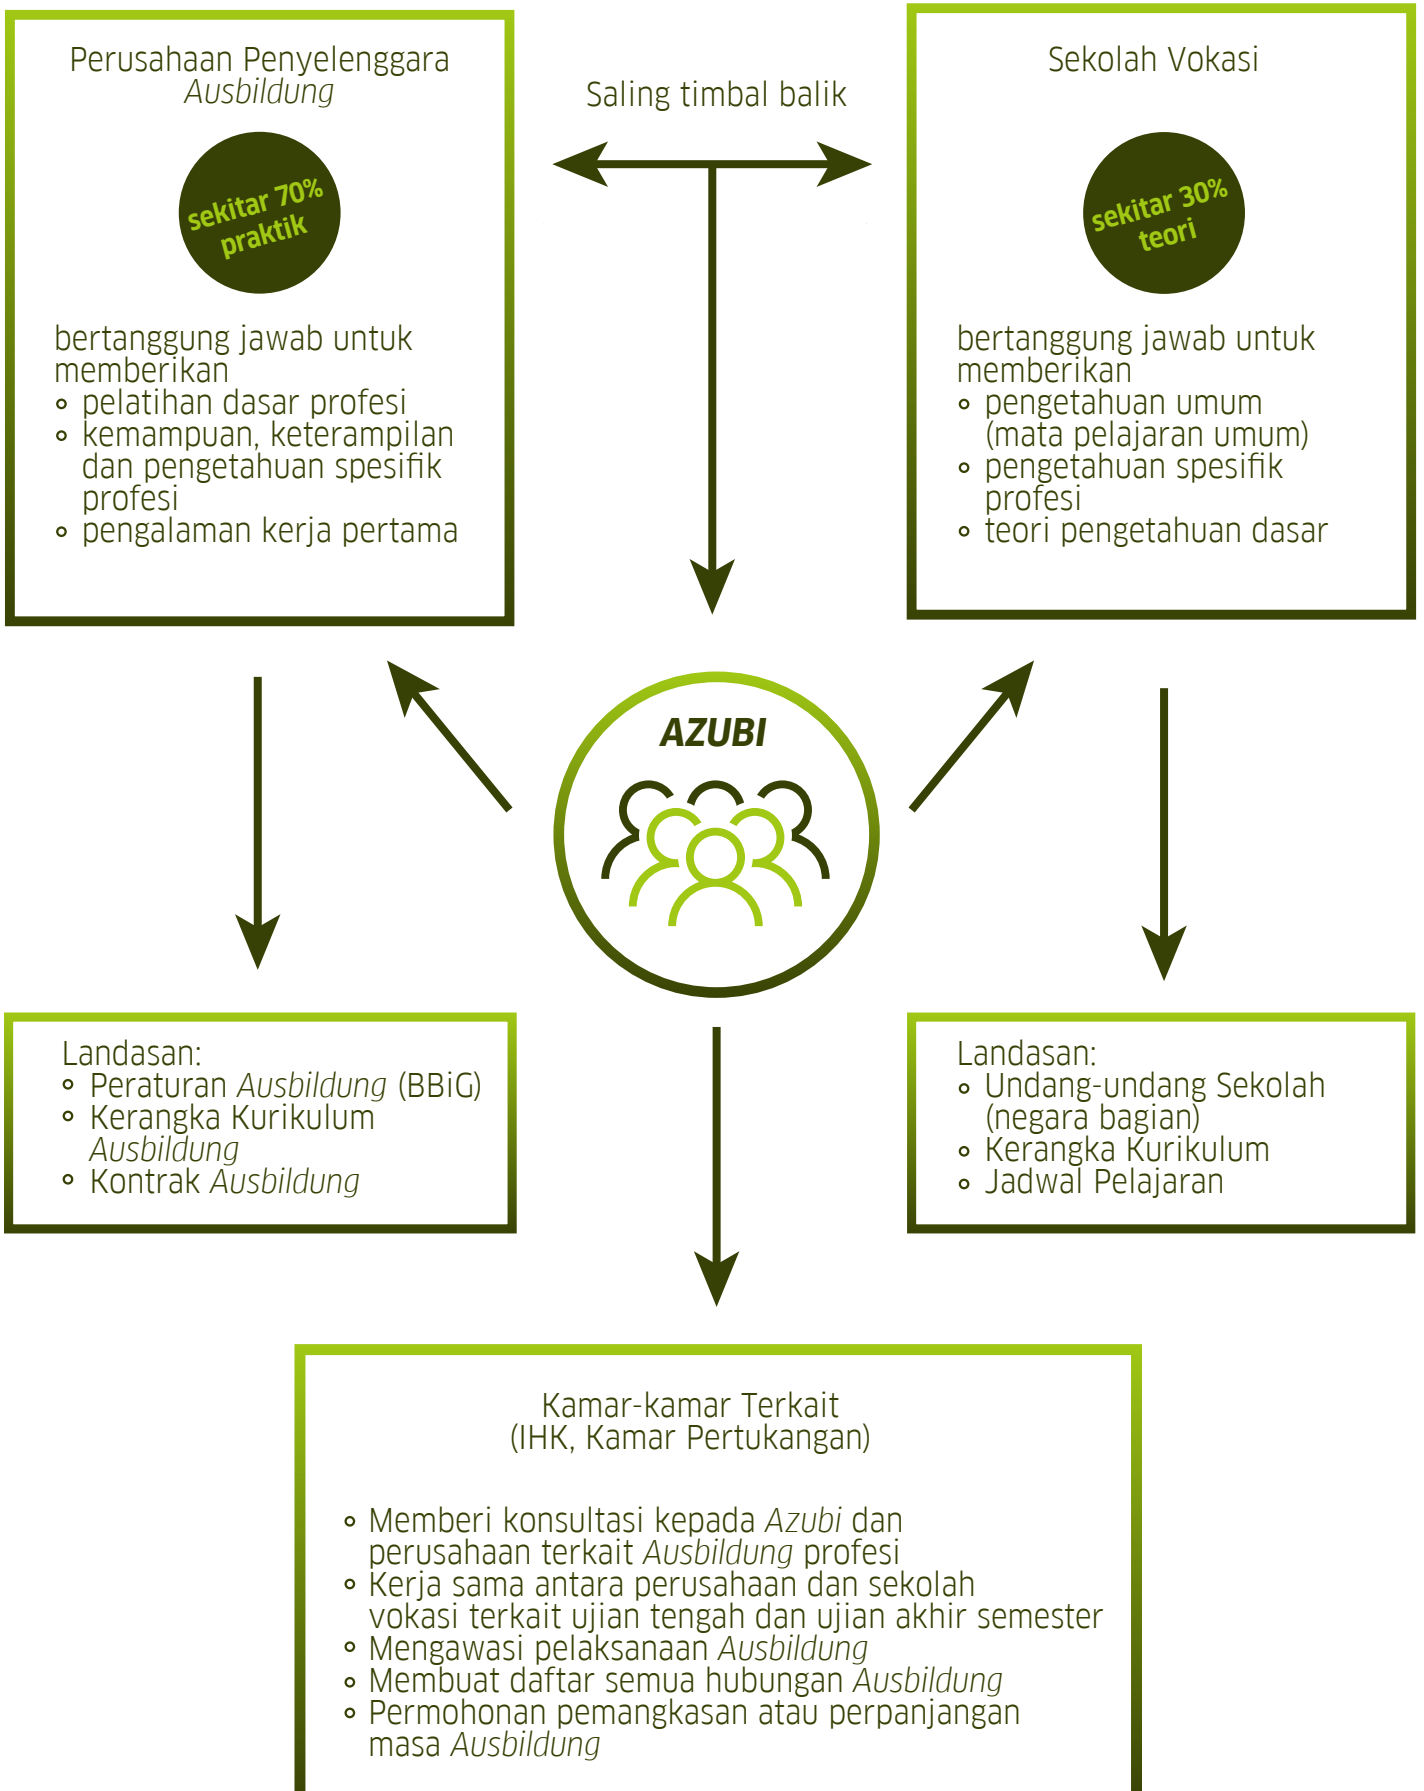 Perusahaan Penyelenggara
Ausbildung
sekitar 70%
praktik
bertanggung jawab untuk
memberikan
pelatihan dasar profesi
kemampuan, keterampilan
dan pengetahuan spesifik
profesi
pengalaman kerja pertama
Saling timbal balik
Sekolah Vokasi
sekitar 30%
teori
bertanggung jawab untuk
memberikan
pengetahuan umum
(mata pelajaran umum)
pengetahuan spesifik
profesi
teori pengetahuan dasar
AZUBI
Landasan:
Peraturan Ausbildung (BBiG)
Kerangka Kurikulum
Ausbildung
Kontrak Ausbildung
Landasan:
Undang-undang Sekolah
(negara bagian)
Kerangka Kurikulum
Jadwal Pelajaran
Kamar-kamar Terkait
(IHK, Kamar Pertukangan)
Memberi konsultasi kepada Azubi dan
perusahaan terkait Ausbildung profesi
Kerja sama antara perusahaan dan sekolah
vokasi terkait ujian tengah dan ujian akhir semester
Mengawasi pelaksanaan Ausbildung
Membuat daftar semua hubungan Ausbildung
Permohonan pemangkasan atau perpanjangan
masa Ausbildung